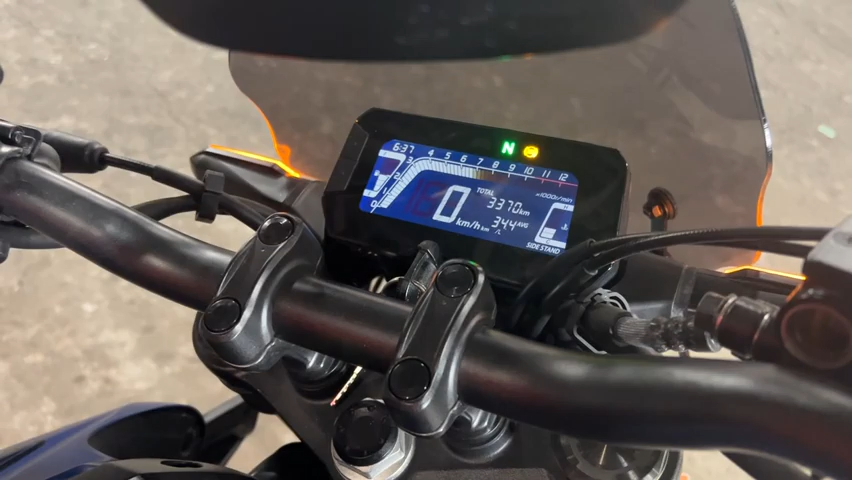 N
6:37
0 1 2 3 4 5 6 7 8 9 10 11 12
x1000r/min
TOTAL
3370km
0 km/h
34.4 AVG
km/L
H
SIDE STAND